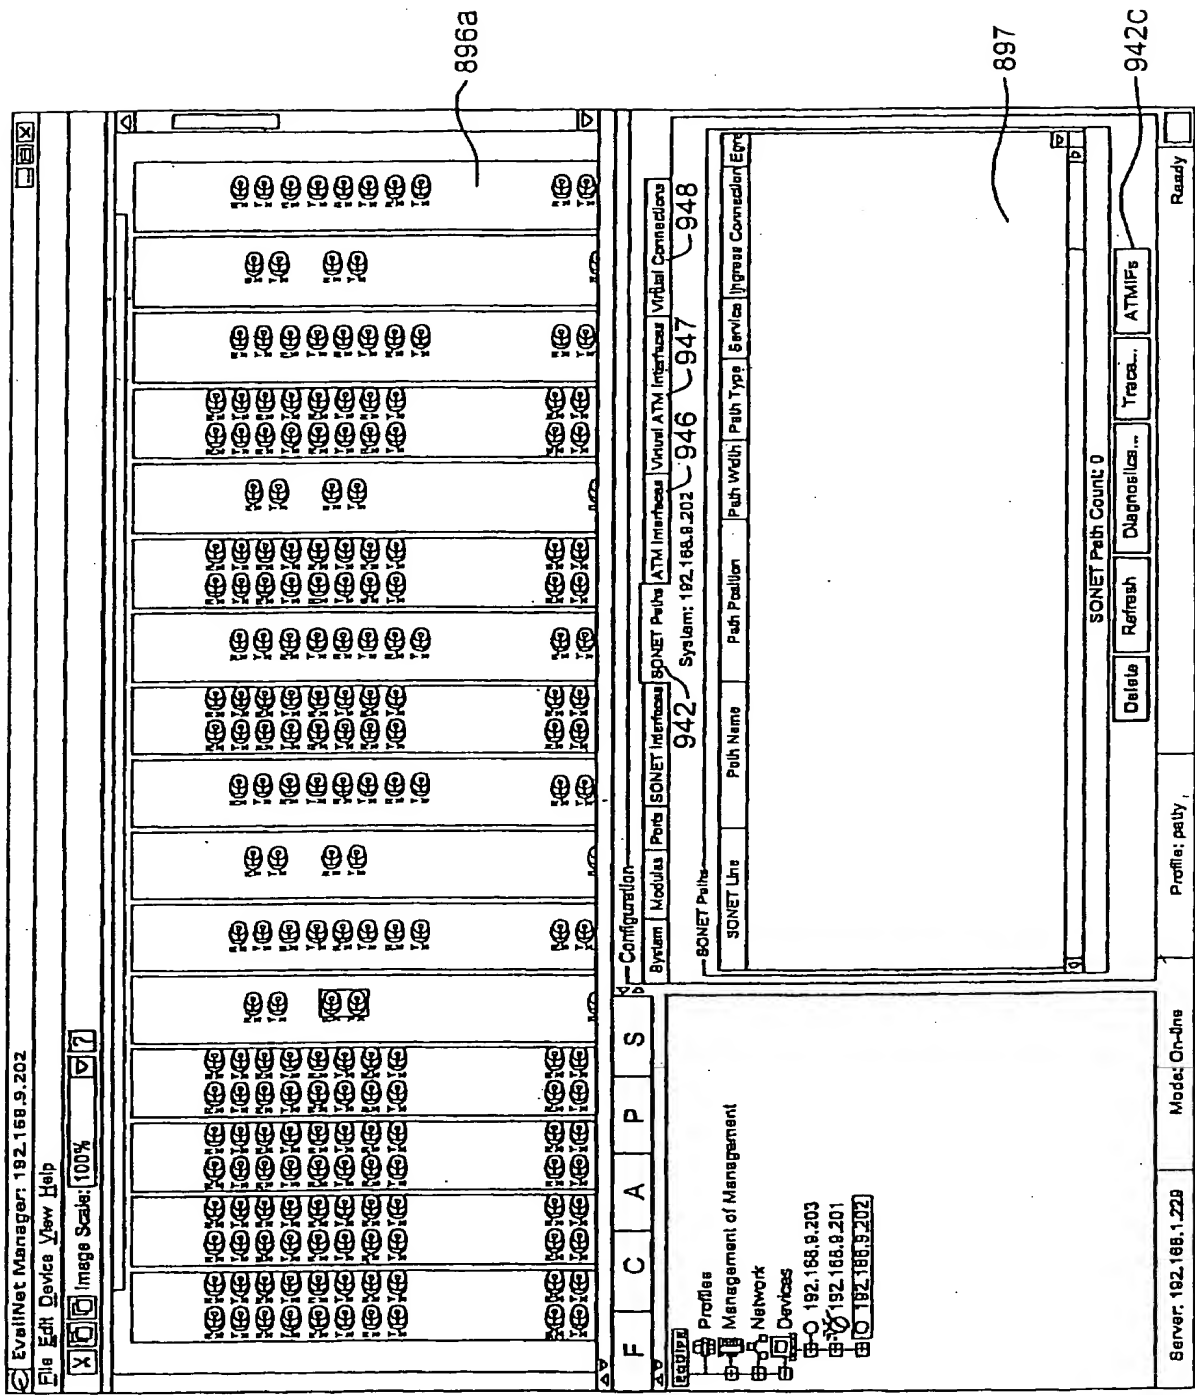 EvallNet Manager: 192.168.9.202
File Edit Device View Help
Image Scale: 100%
896a
F C A P S
Profiles
Management of Management
Network
Devices
192.168.9.203
192.168.9.201
192.168.9.202
Configuration
System Modules Ports SONET Interfaces SONET Paths ATM Interfaces Virtual ATM Interfaces Virtual Connections
942 System: 192.168.9.202 946 947 948
SONET Paths
SONET Line Path Name Path Position Path Width Path Type Service Ingress Connection Egre
897
SONET Path Count: 0
Delete Refresh Diagnostics... Trace... ATMIFs
942C
Server: 192.168.1.229 Mode: On-line Profile: patty Ready